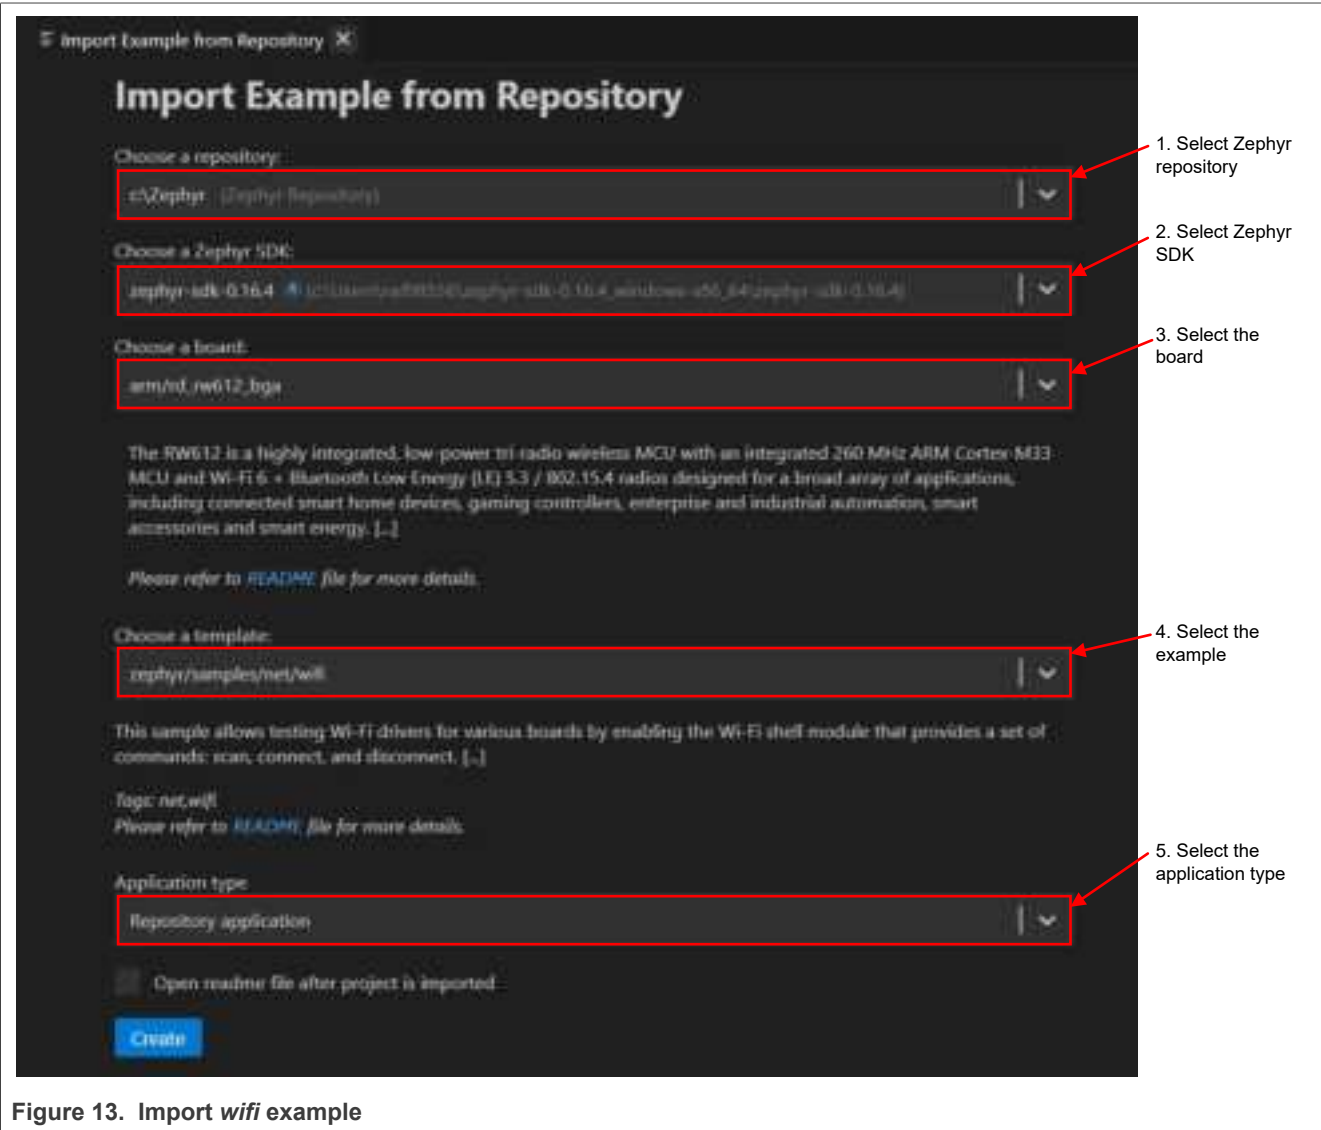 Import Example from Repository
Import Example from Repository
Choose a repository:
c:\Zephyr (Zephyr Repository)
1. Select Zephyr
repository
Choose a Zephyr SDK:
zephyr-sdk-0.16.4
2. Select Zephyr
SDK
Choose a board:
arm/rd_rw612_bga
3. Select the
board
The RW612 is a highly integrated, low-power tri-radio wireless MCU with an integrated 260 MHz ARM Cortex-M33
MCU and Wi-Fi 6 + Bluetooth Low Energy (LE) 5.3 / 802.15.4 radios designed for a broad array of applications,
including connected smart home devices, gaming controllers, enterprise and industrial automation, smart
accessories and smart energy. [...]
Please refer to README file for more details.
Choose a template:
zephyr/samples/net/wifi
4. Select the
example
This sample allows testing Wi-Fi drivers for various boards by enabling the Wi-Fi shell module that provides a set of
commands: scan, connect, and disconnect. [...]
Tags: net,wifi
Please refer to README file for more details.
Application type
Repository application
5. Select the
application type
Open readme file after project is imported
Create
Figure 13. Import wifi example